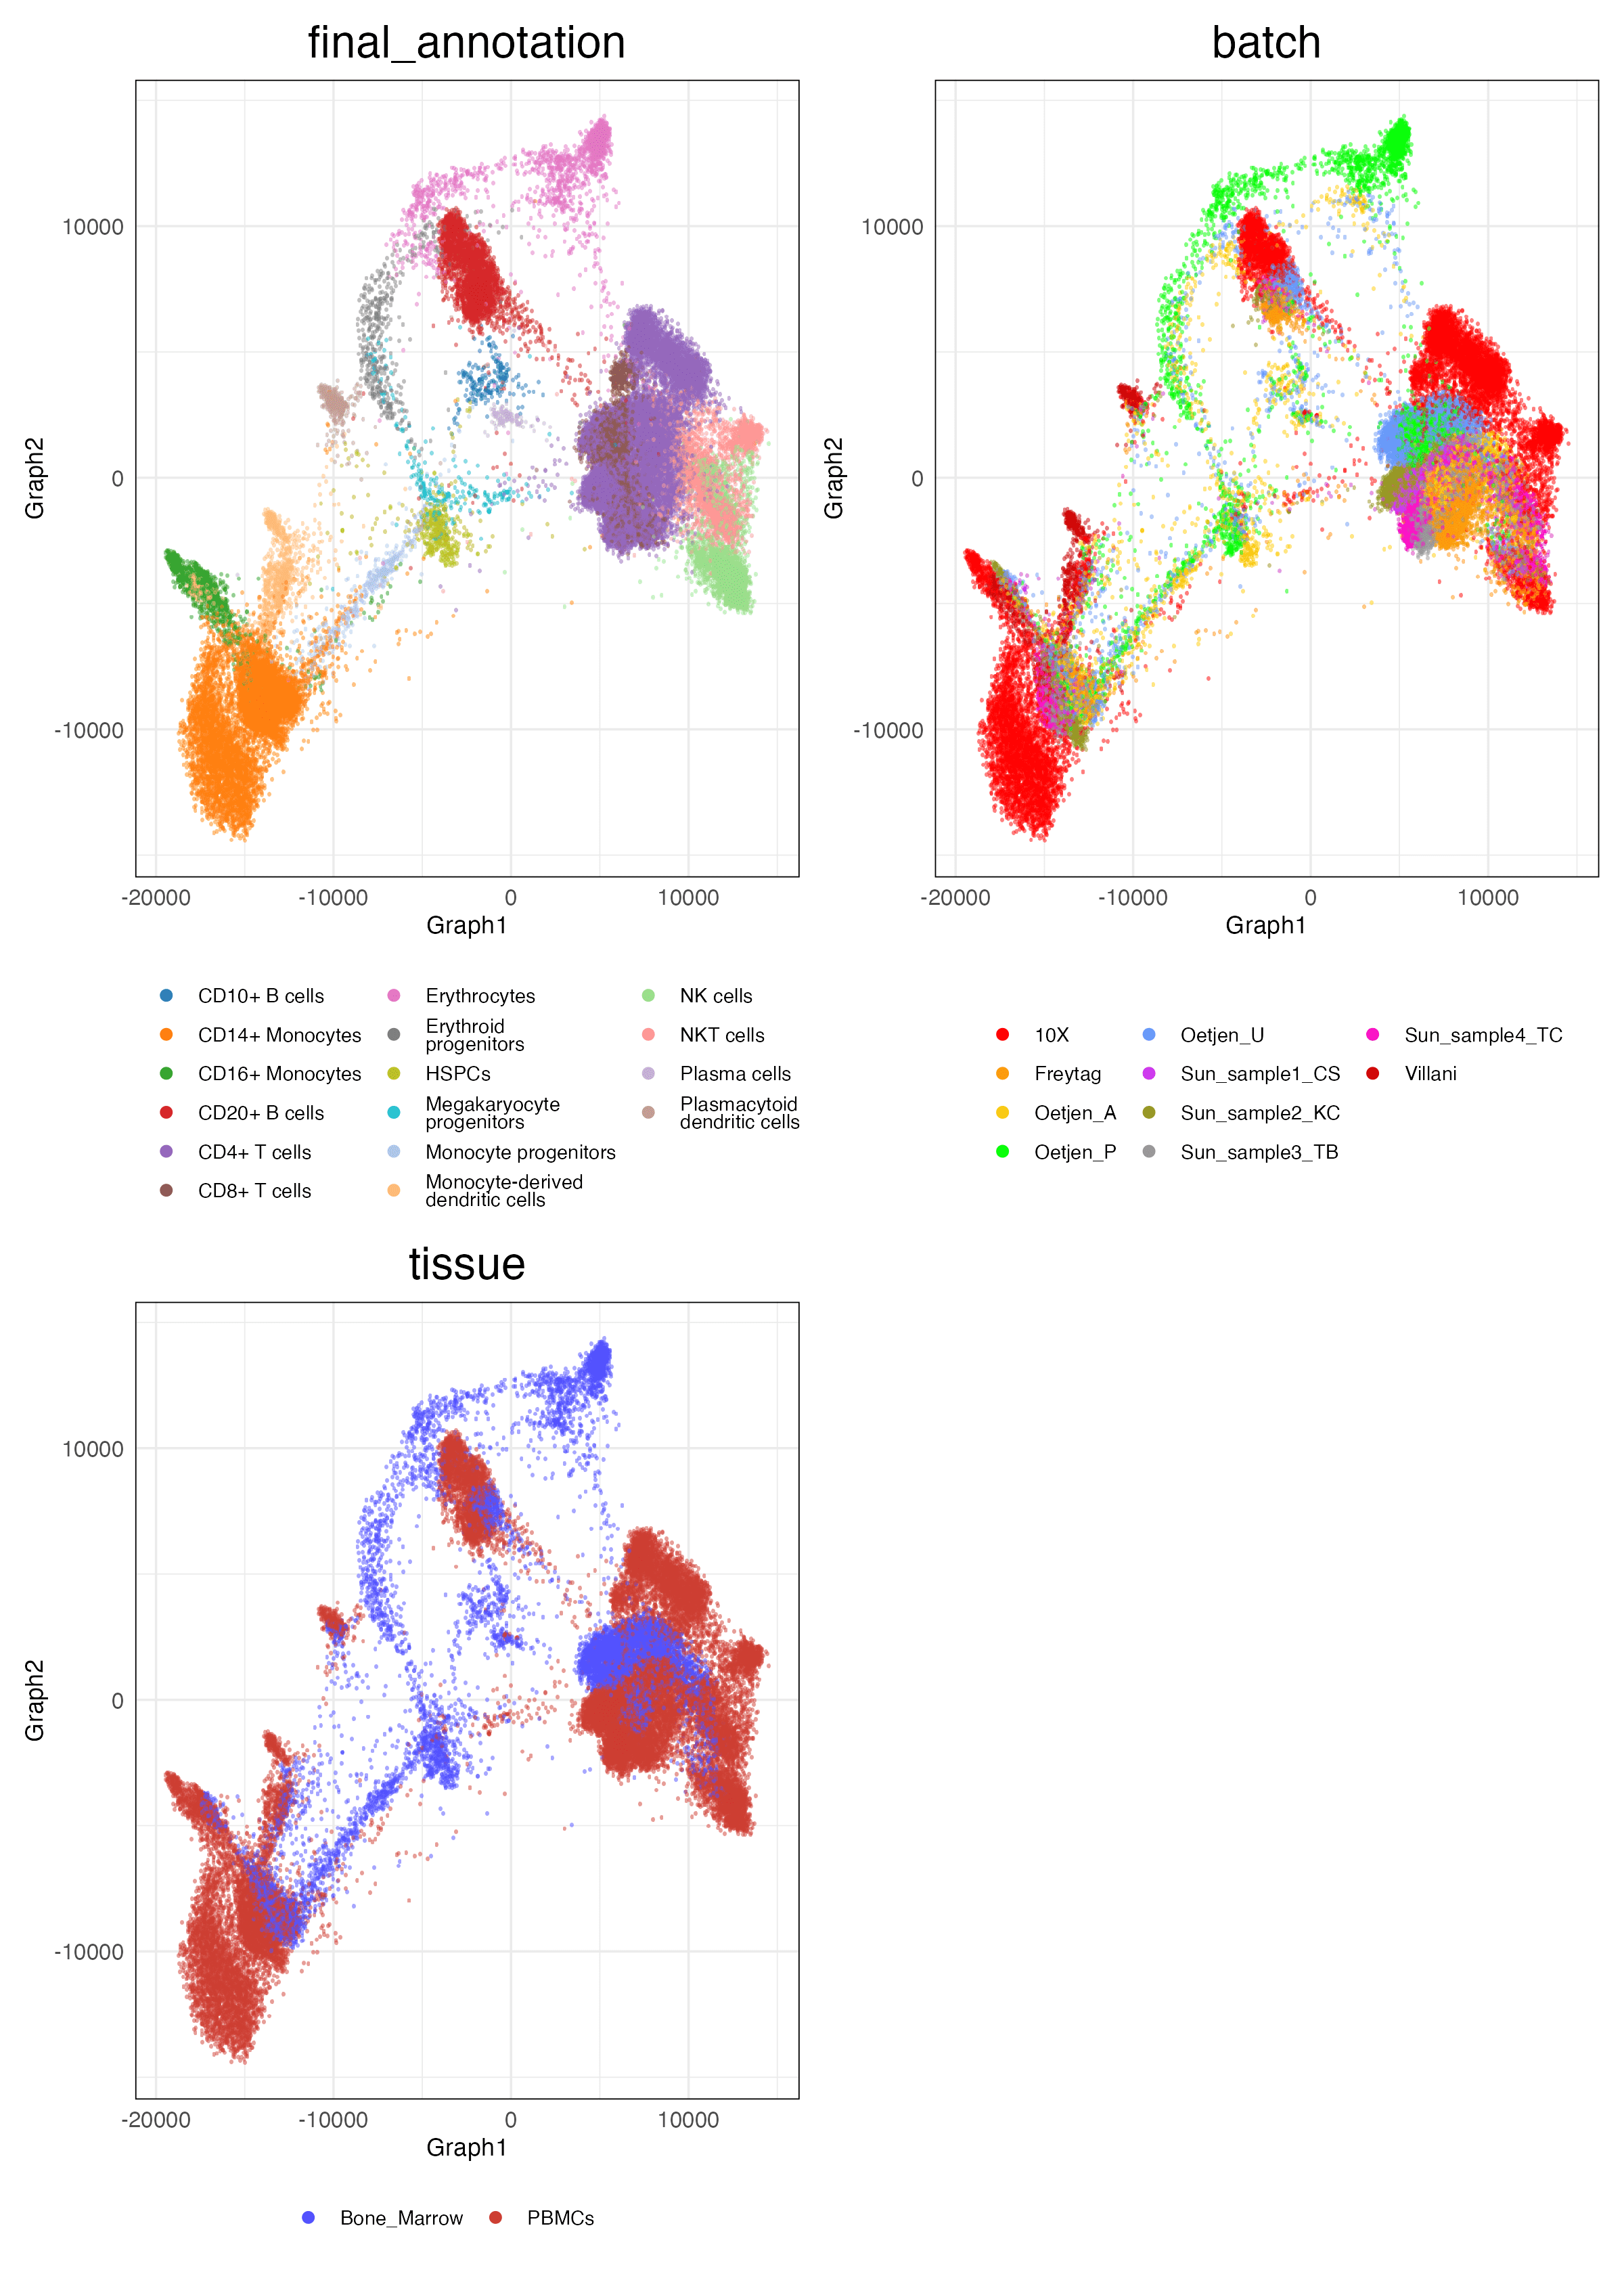 final_annotation
batch
10000
0
-10000
-20000
-10000
0
10000
Graph1
Graph2
10000
0
-10000
-20000
-10000
0
10000
Graph1
Graph2
CD10+ B cells
CD14+ Monocytes
CD16+ Monocytes
CD20+ B cells
CD4+ T cells
CD8+ T cells
Erythrocytes
Erythroid
progenitors
HSPCs
Megakaryocyte
progenitors
Monocyte progenitors
Monocyte-derived
dendritic cells
NK cells
NKT cells
Plasma cells
Plasmacytoid
dendritic cells
10X
Freytag
Oetjen_A
Oetjen_P
Oetjen_U
Sun_sample1_CS
Sun_sample2_KC
Sun_sample3_TB
Sun_sample4_TC
Villani
tissue
10000
0
-10000
-20000
-10000
0
10000
Graph1
Graph2
Bone_Marrow
PBMCs